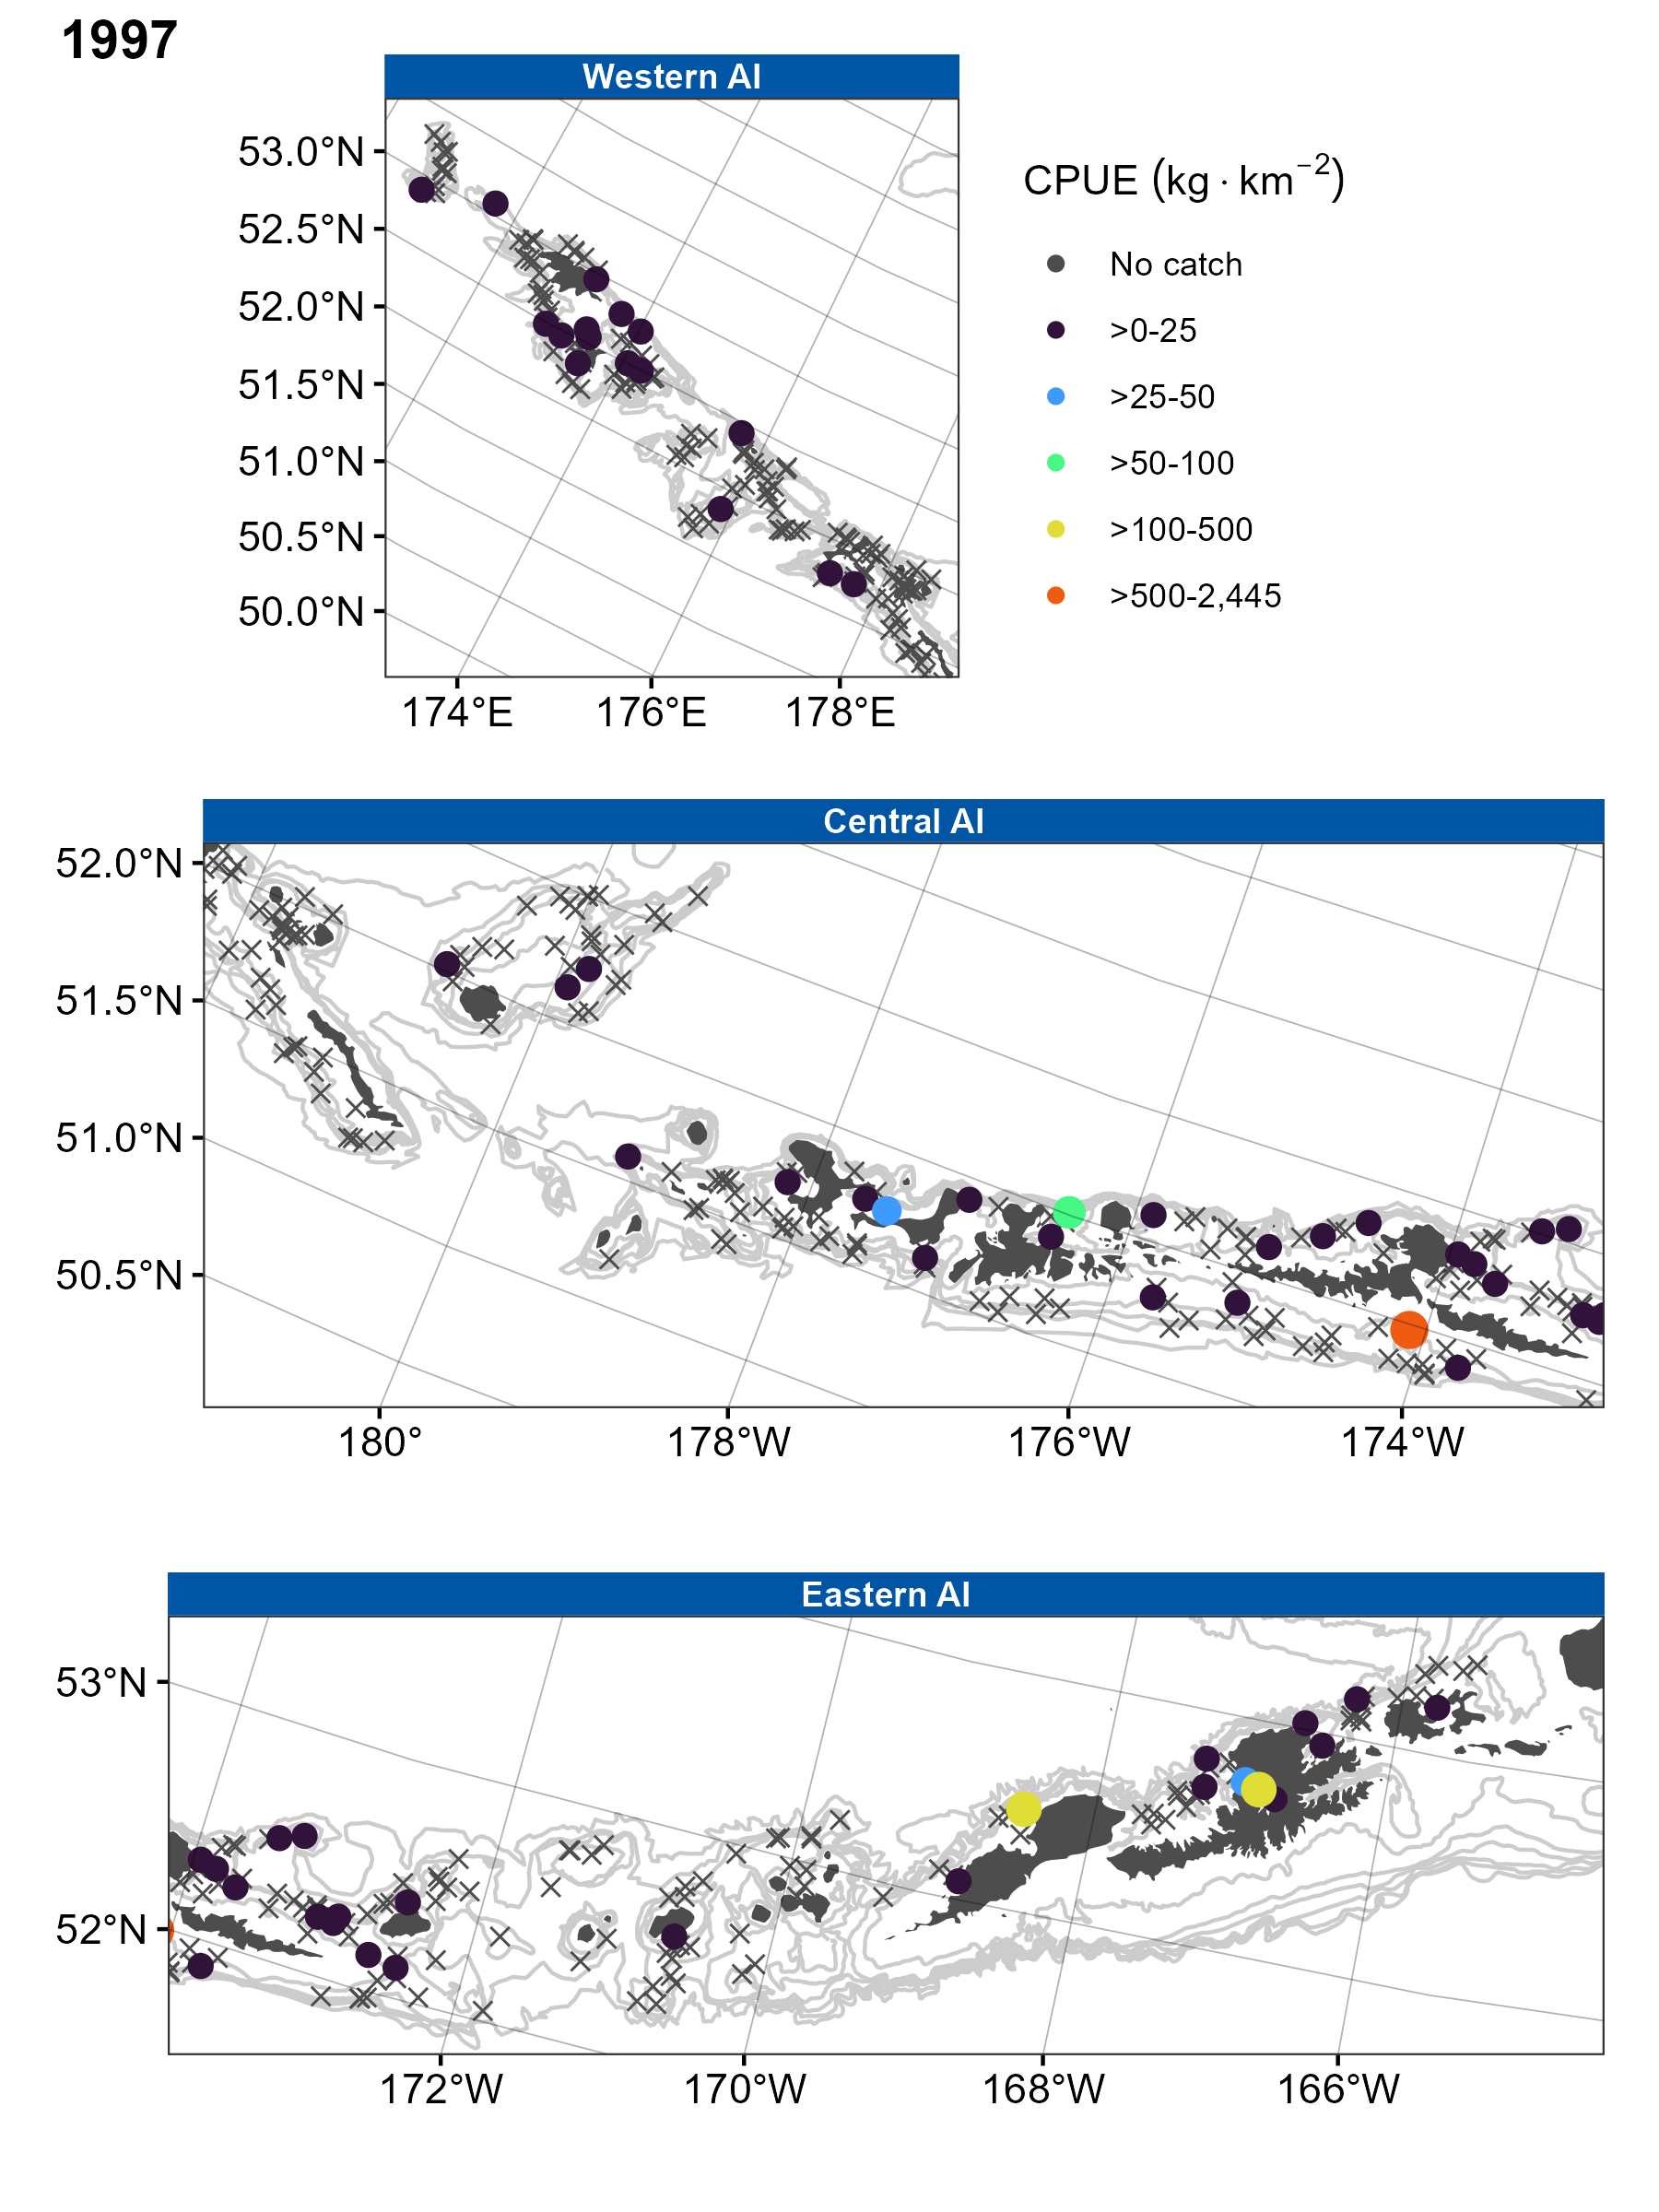 1997
Western AI
53.0°N
52.5°N
52.0°N
51.5°N
51.0°N
50.5°N
50.0°N
174°E 176°E 178°E
CPUE (kg · km⁻²)
No catch
>0-25
>25-50
>50-100
>100-500
>500-2,445
Central AI
52.0°N
51.5°N
51.0°N
50.5°N
180° 178°W 176°W 174°W
Eastern AI
53°N
52°N
172°W 170°W 168°W 166°W